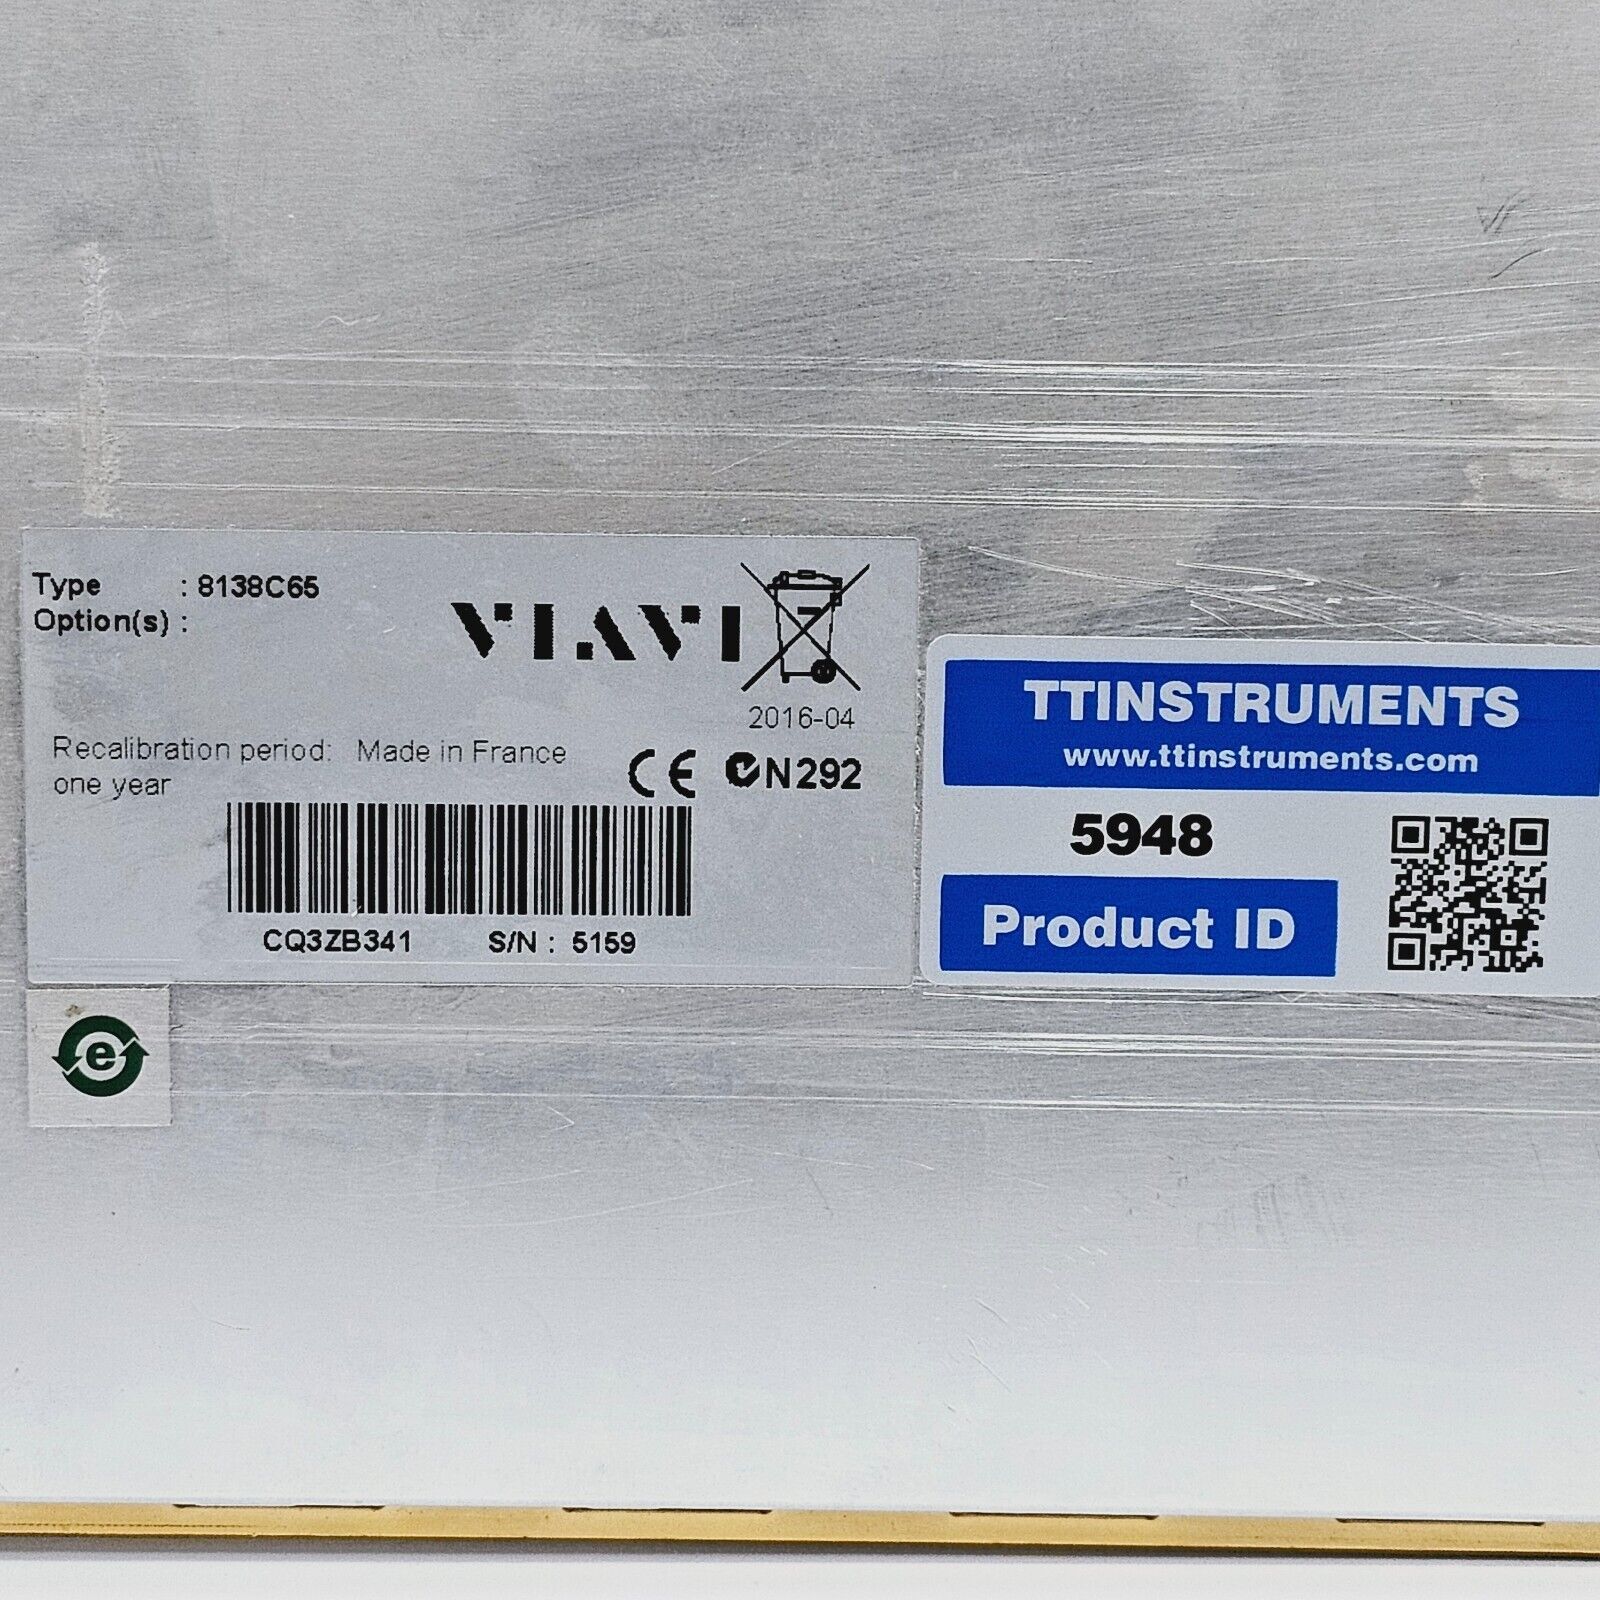 Type : 8138C65
Option(s) :
VIAVI
2016-04
Recalibration period: Made in France
one year
CE N292
CQ3ZB341 S/N : 5159
e
TTINSTRUMENTS
www.ttinstruments.com
5948
Product ID